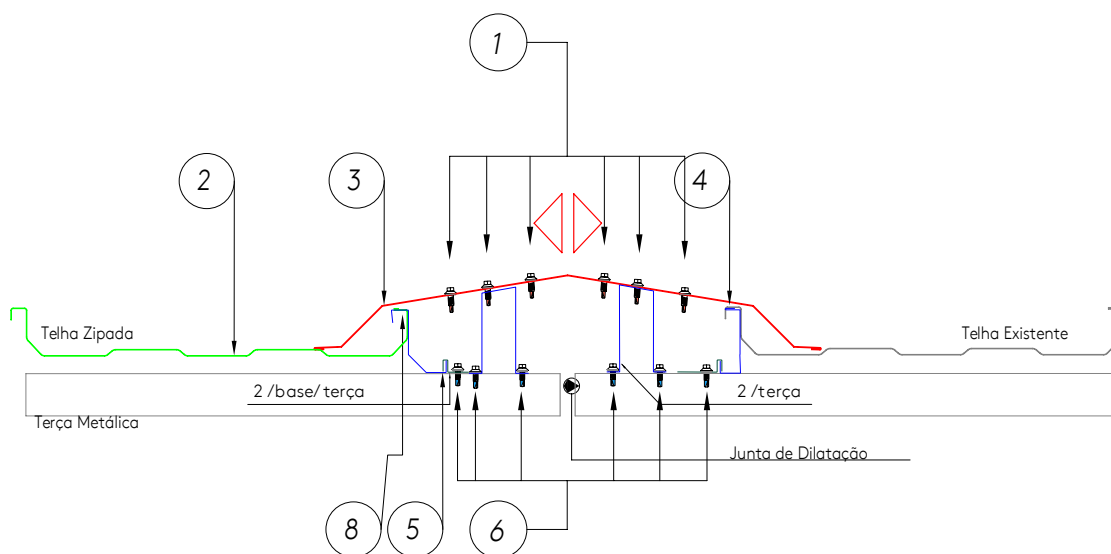 1
2
3
4
Telha Zipada
Telha Existente
2 /base/terça
2 /terça
Terça Metálica
Junta de Dilatação
8
5
6